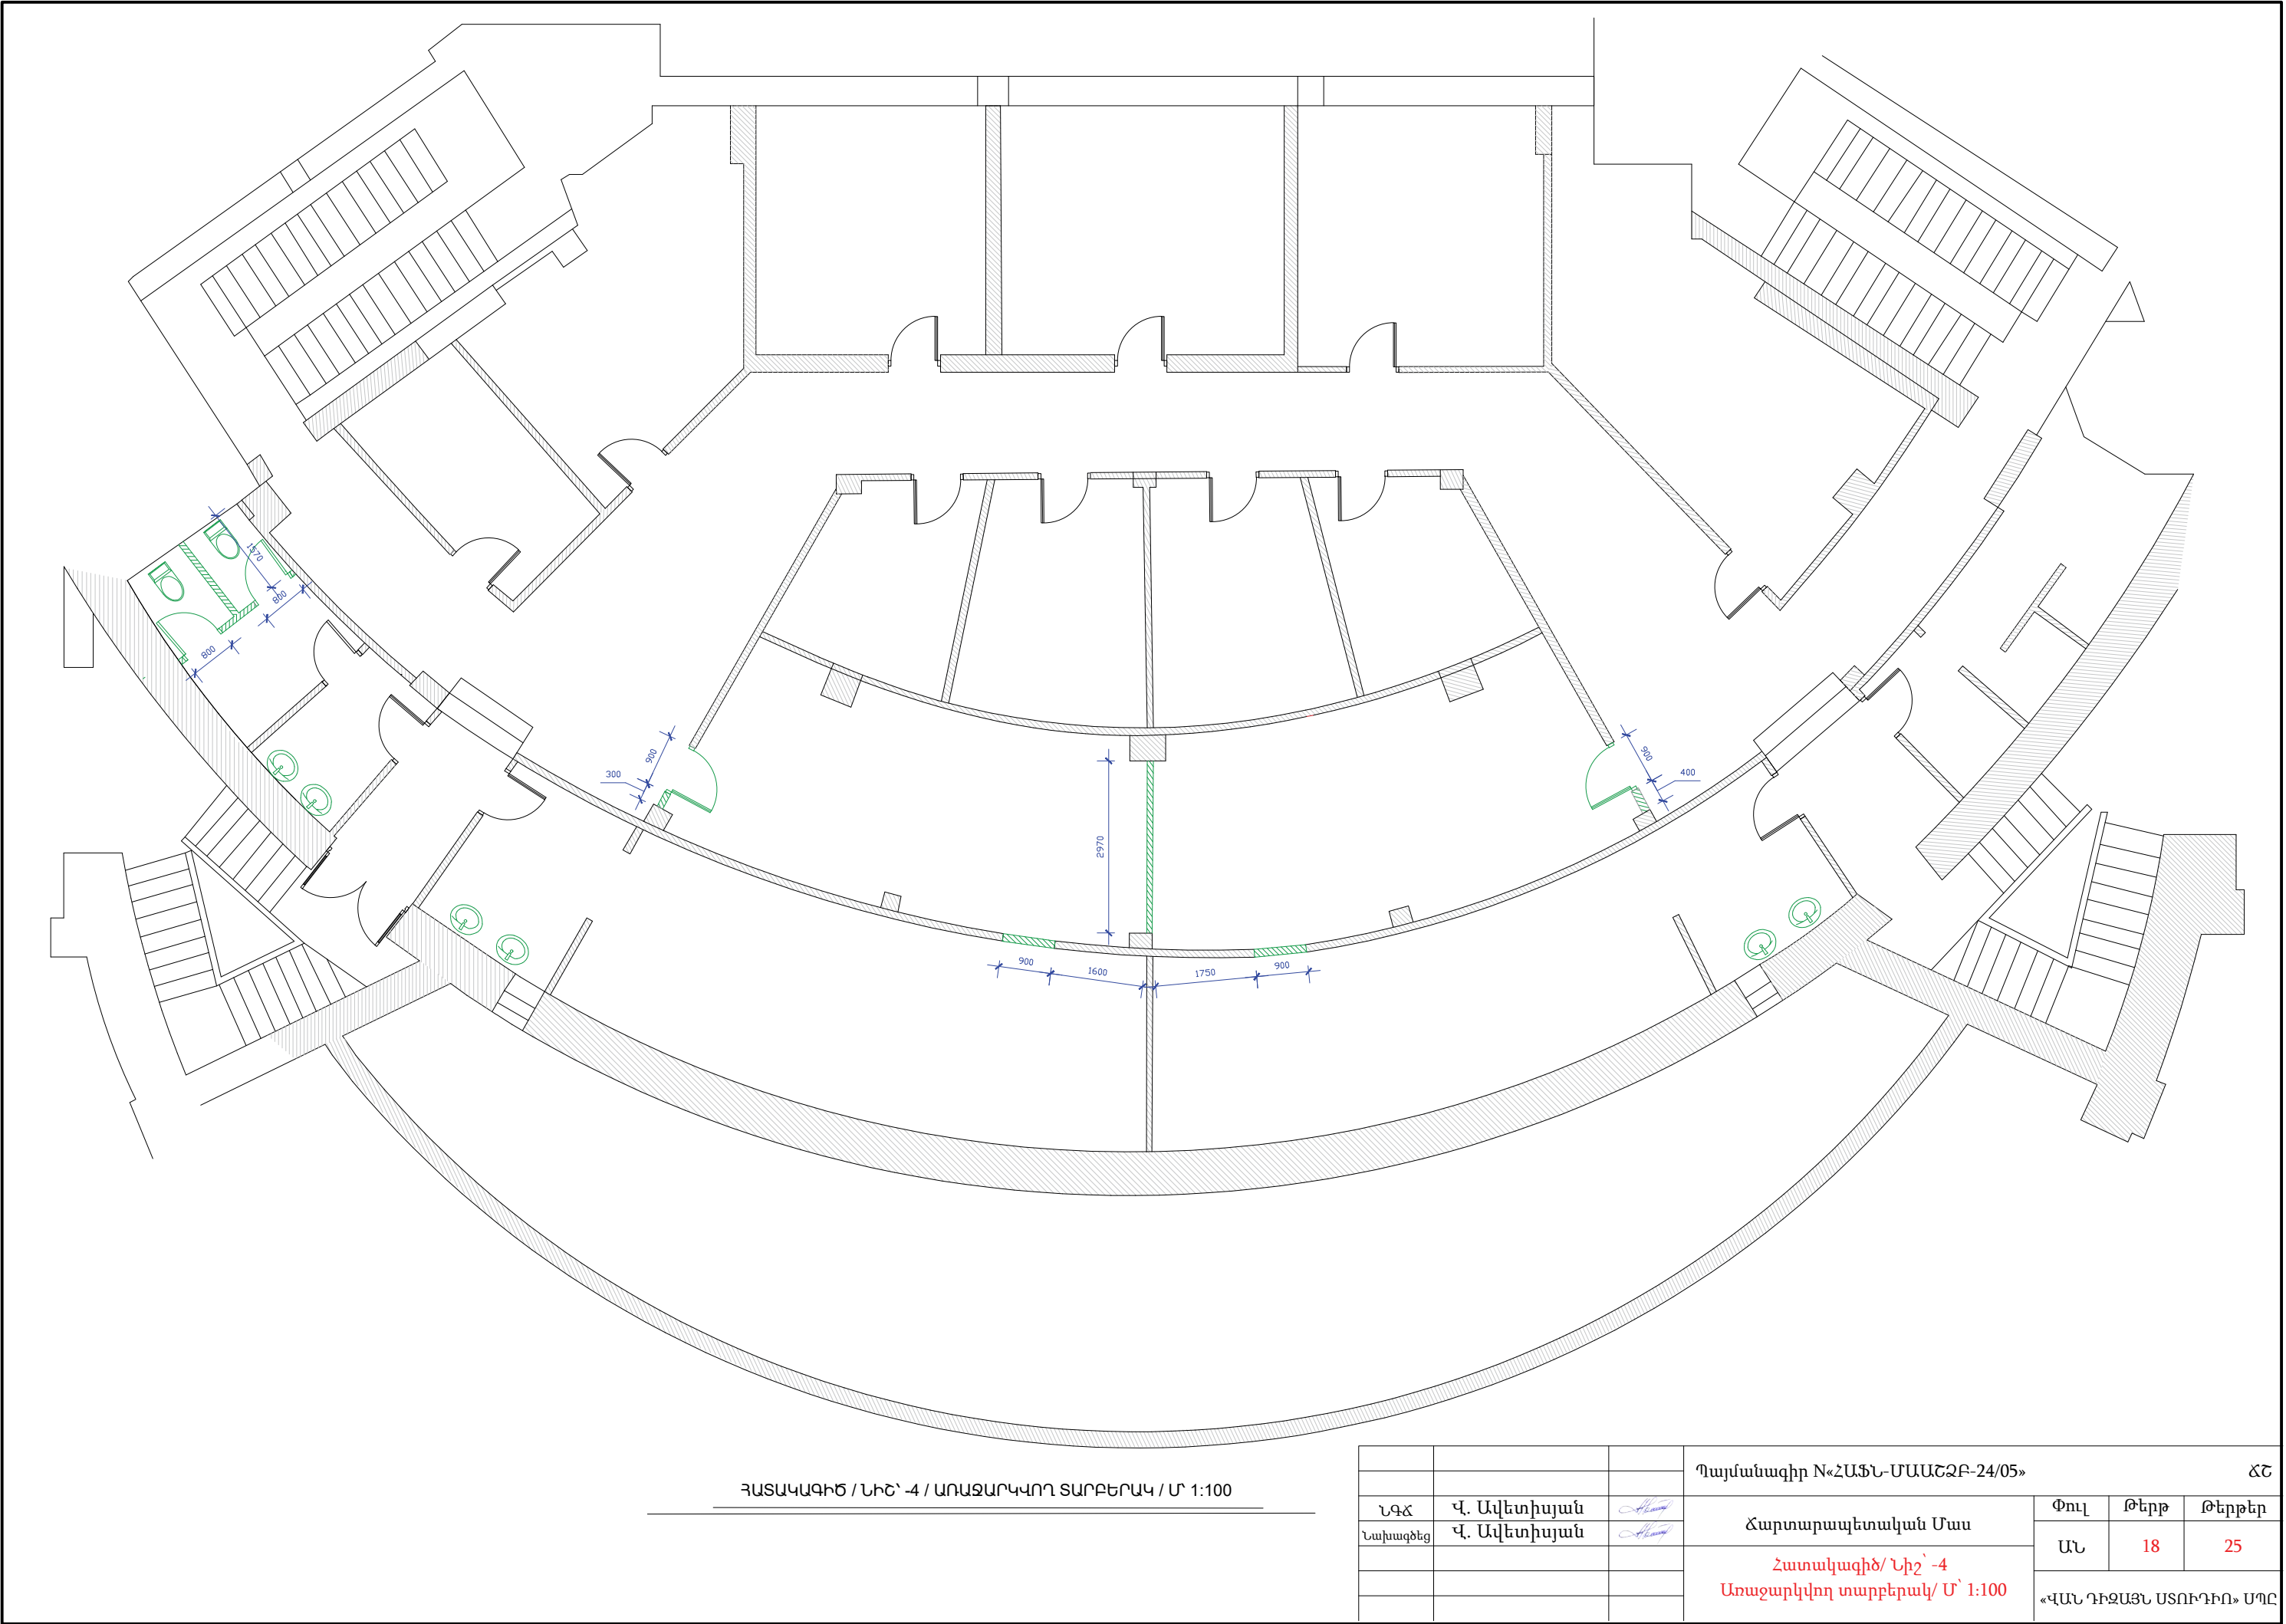 1570
800
800
900
300
900
400
2970
900
1600
1750
900
ՀԱՏԱԿԱԳԻԾ / ՆԻՇ՝ -4 / ԱՌԱՋԱՐԿՎՈՂ ՏԱՐԲԵՐԱԿ / Մ՝ 1:100
Պայմանագիր N«ՀԱՖՆ-ՄԱԱՇՁԲ-24/05» ՃՇ
ՆԳՃ Վ. Ավետիսյան
Նախագծեց Վ. Ավետիսյան
Ճարտարապետական Մաս
Փուլ Թերթ Թերթեր
ԱՆ 18 25
Հատակագիծ/ Նիշ՝ -4
Առաջարկվող տարբերակ/ Մ՝ 1:100
«ՎԱՆ ԴԻԶԱՅՆ ՍՏՈՒԴԻՈ» ՍՊԸ